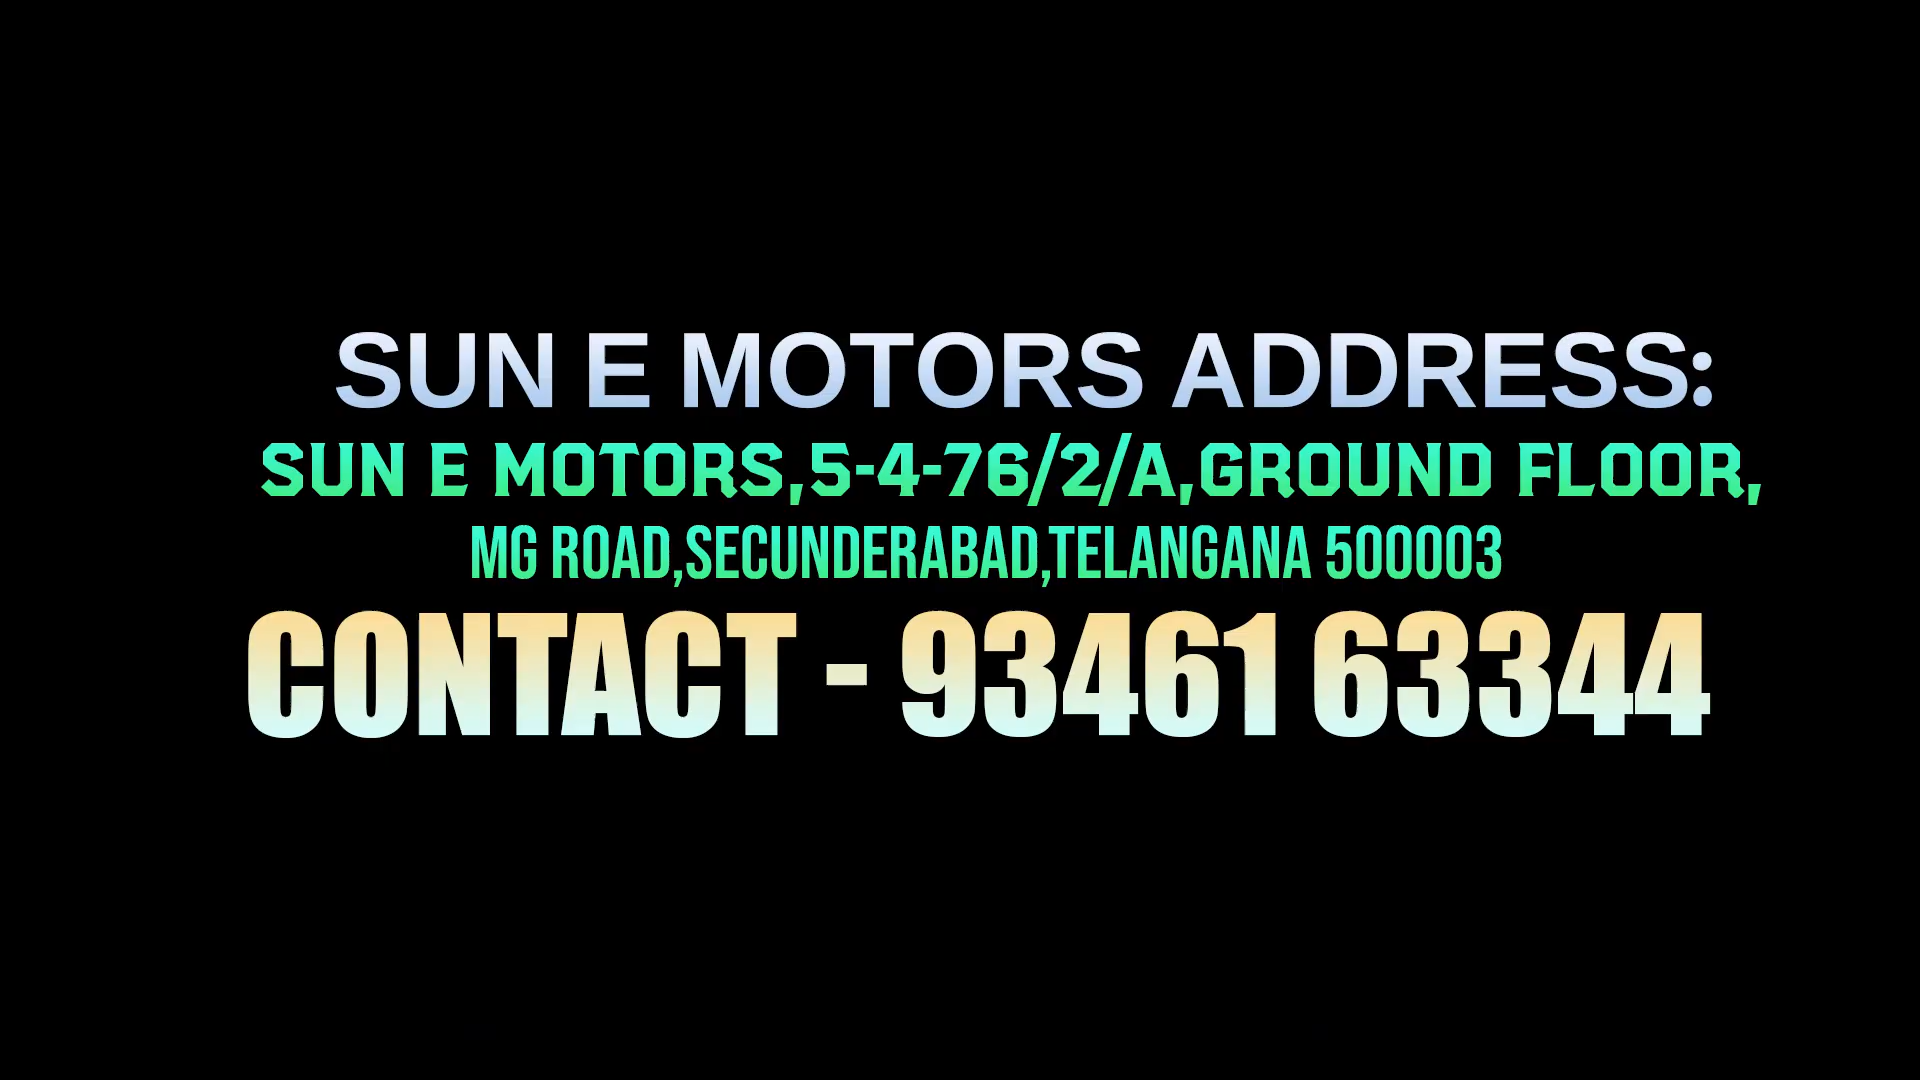 SUN E MOTORS ADDRESS:
SUN E MOTORS,5-4-76/2/A,GROUND FLOOR,
MG ROAD,SECUNDERABAD,TELANGANA 500003
CONTACT - 93461 63344